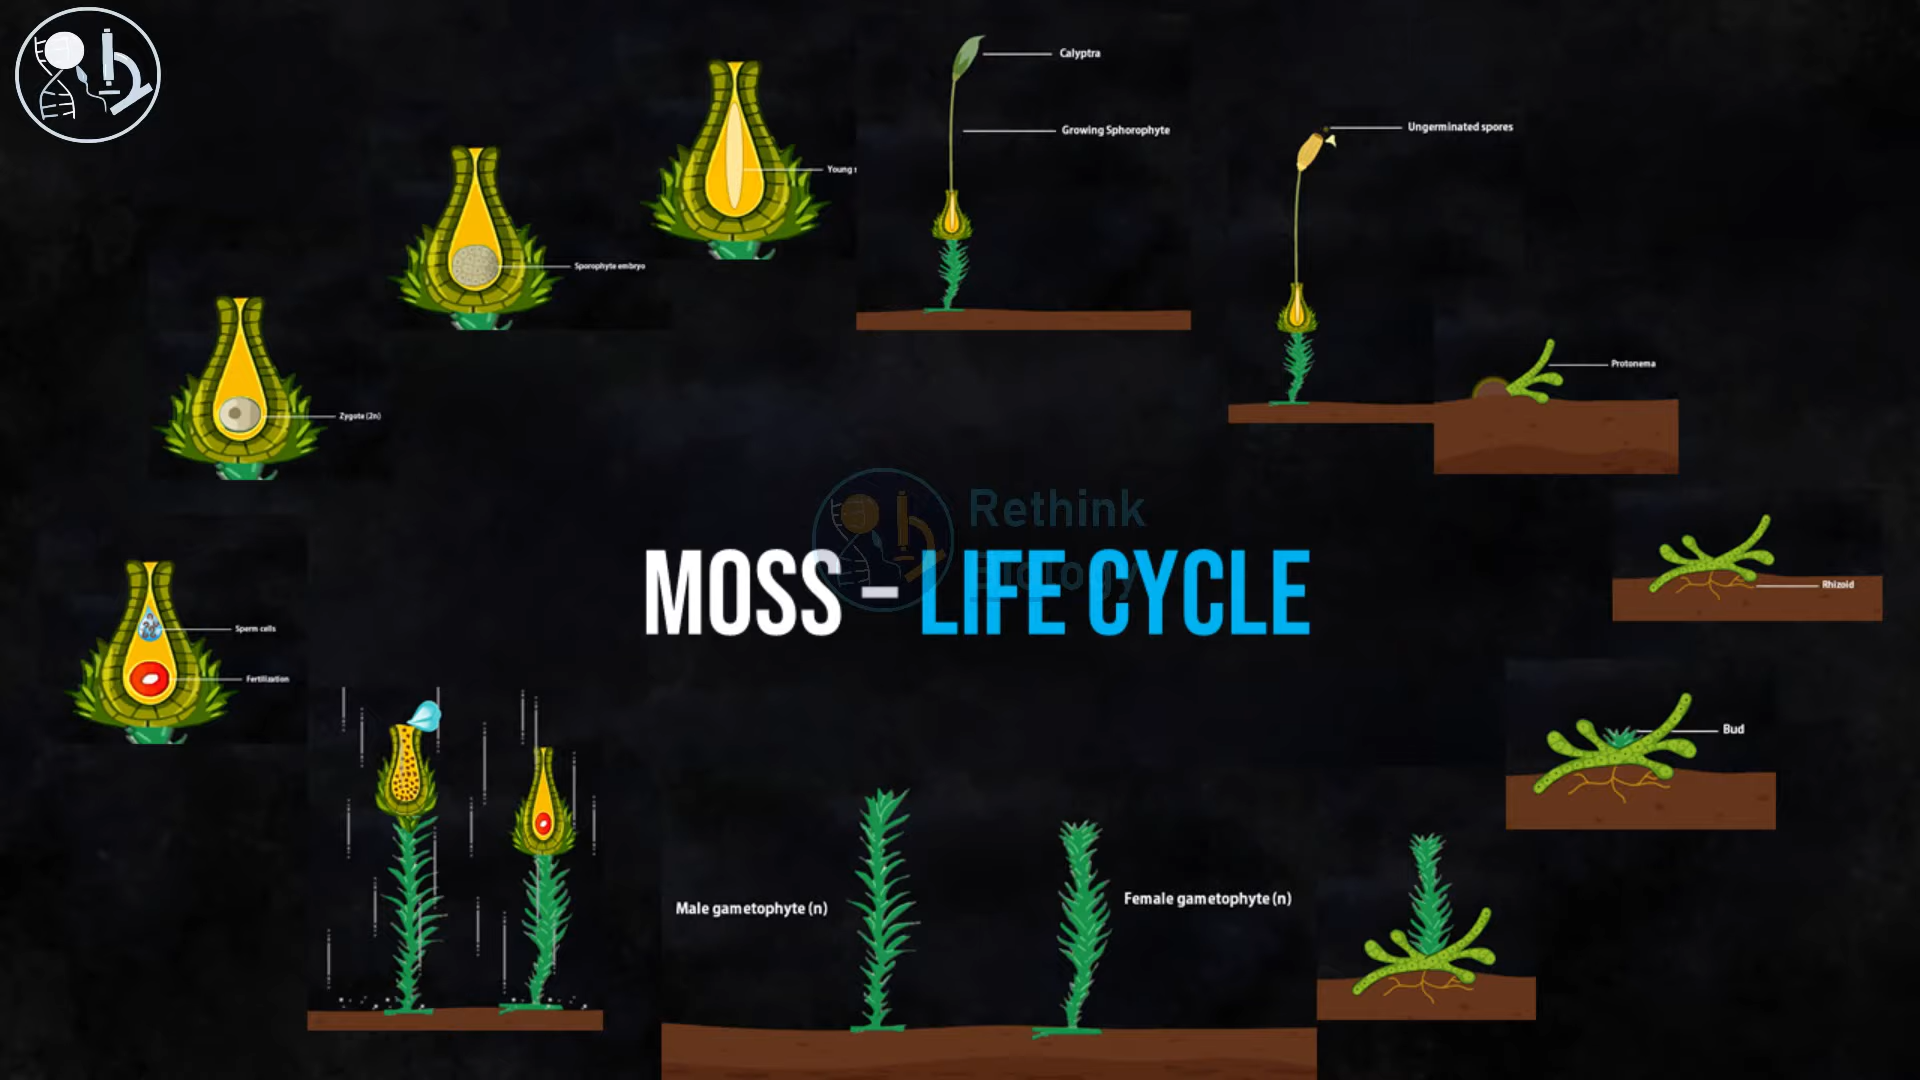 Calyptra
Growing Sphorophyte
Ungerminated spores
Young
Sporophyte embryo
Protonema
Zygote (2n)
Rethink
Biology
MOSS - LIFE CYCLE
Rhizoid
Sperm cells
Fertilization
Bud
Male gametophyte (n)
Female gametophyte (n)